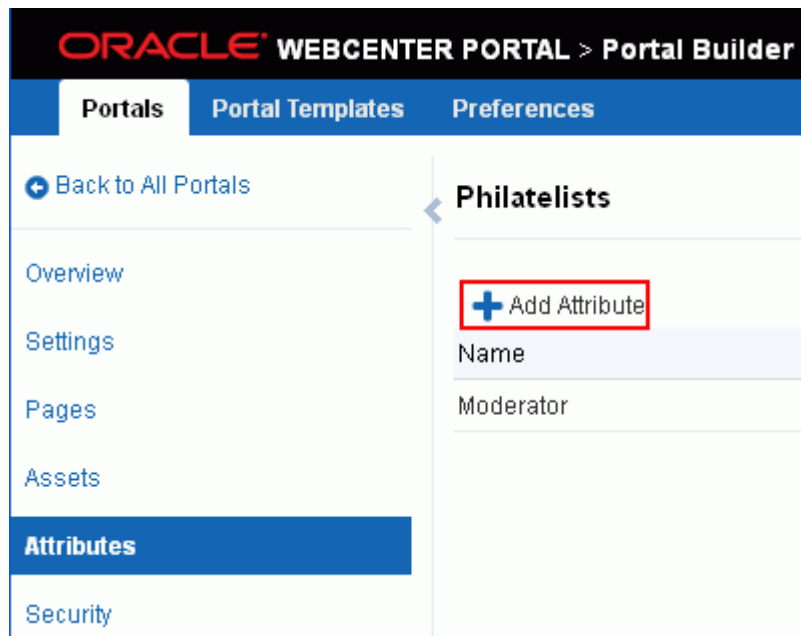 ORACLE WEBCENTER PORTAL > Portal Builder
Portals Portal Templates Preferences
Back to All Portals
Philatelists
Overview
Add Attribute
Settings
Name
Pages
Moderator
Assets
Attributes
Security